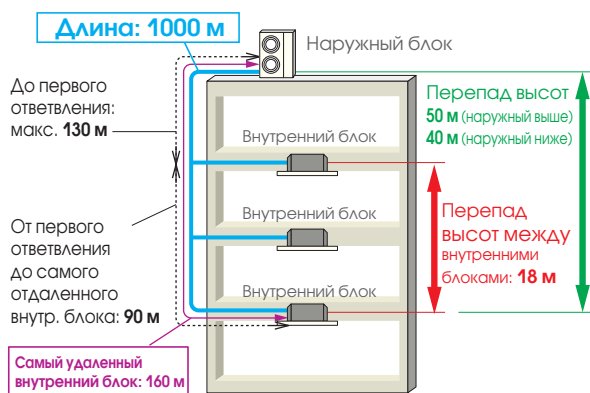 Длина: 1000 м
Наружный блок
До первого
ответвления:
макс. 130 м
Перепад высот
50 м (наружный выше)
40 м (наружный ниже)
Внутренний блок
Внутренний блок
Перепад
высот между
внутренними
блоками: 18 м
От первого
ответвления
до самого
отдаленного
внутр. блока: 90 м
Внутренний блок
Самый удаленный
внутренний блок: 160 м